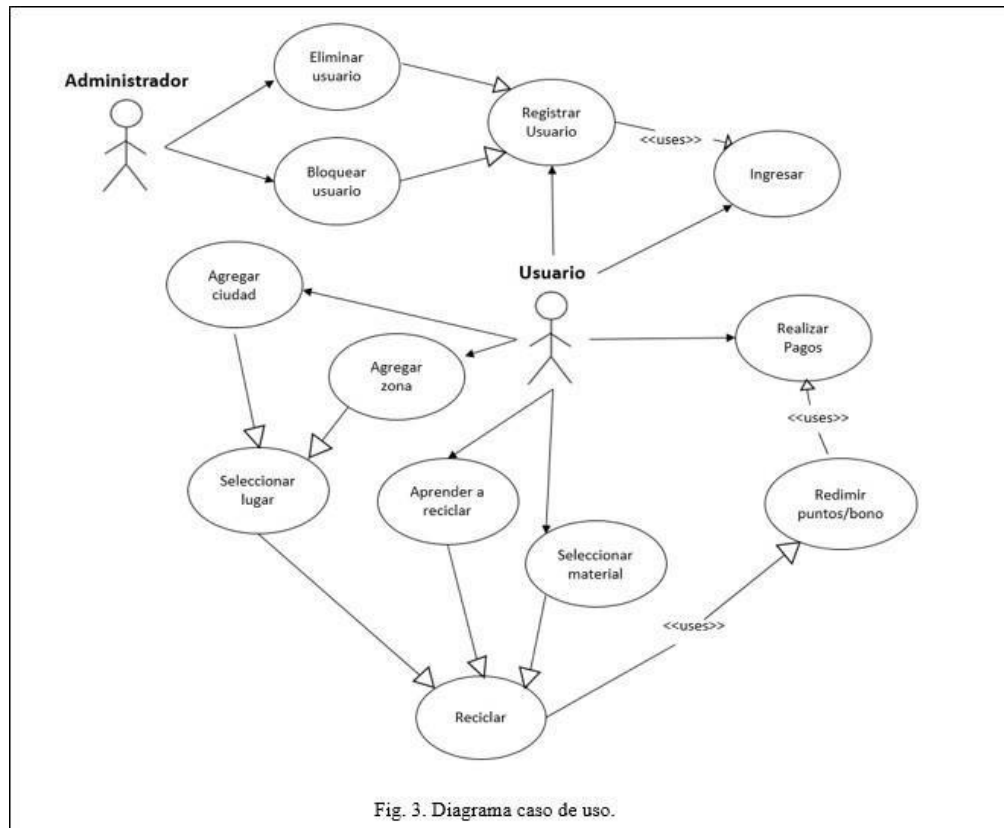 Eliminar
usuario
Administrador
Registrar
Usuario
<<uses>>
Bloquear
usuario
Ingresar
Usuario
Agregar
ciudad
Realizar
Pagos
Agregar
zona
<<uses>>
Seleccionar
lugar
Aprender a
reciclar
Redimir
puntos/bono
Seleccionar
material
<<uses>>
Reciclar
Fig. 3. Diagrama caso de uso.